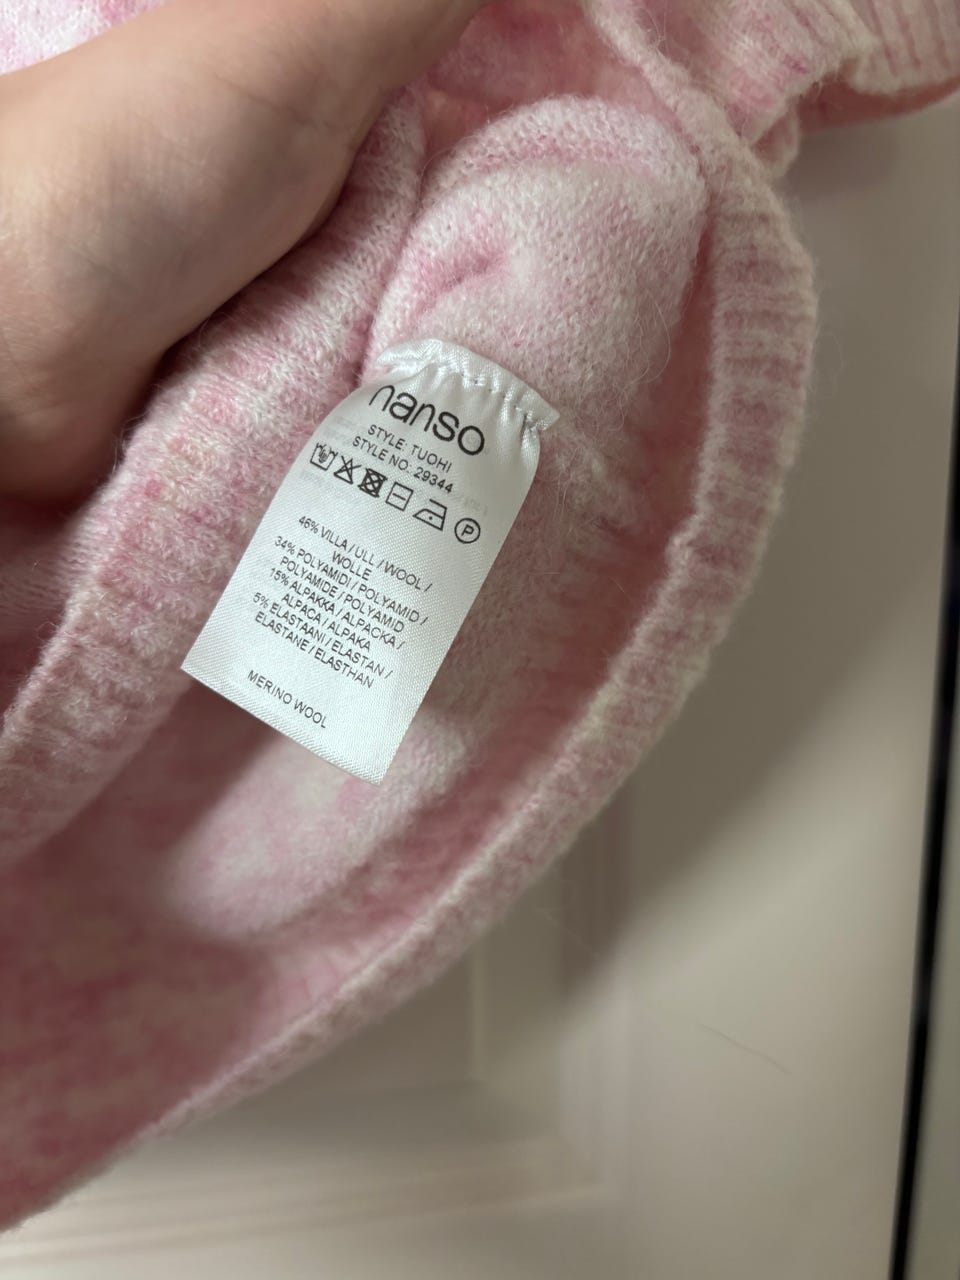 nanso
STYLE: TUOHI
STYLE NO. 29344
P
46% VILLA / ULL / WOOL /
WOLLE
34% POLYAMIDI / POLYAMID /
POLYAMIDE / POLYAMID
15% ALPAKKA / ALPACKA /
ALPACA / ALPAKA
5% ELASTAANI / ELASTAN /
ELASTANE / ELASTHAN
MERINO WOOL